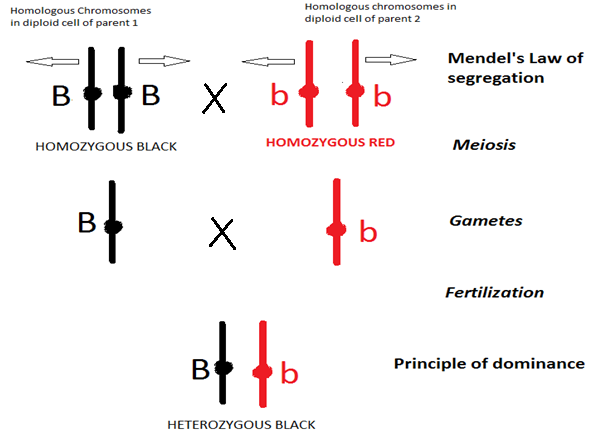 Homologous Chromosomes
in diploid cell of parent 1
Homologous chromosomes in
diploid cell of parent 2
Mendel's Law of
segregation
B B X b b
HOMOZYGOUS BLACK
HOMOZYGOUS RED
Meiosis
B X b
Gametes
Fertilization
B b
Principle of dominance
HETEROZYGOUS BLACK